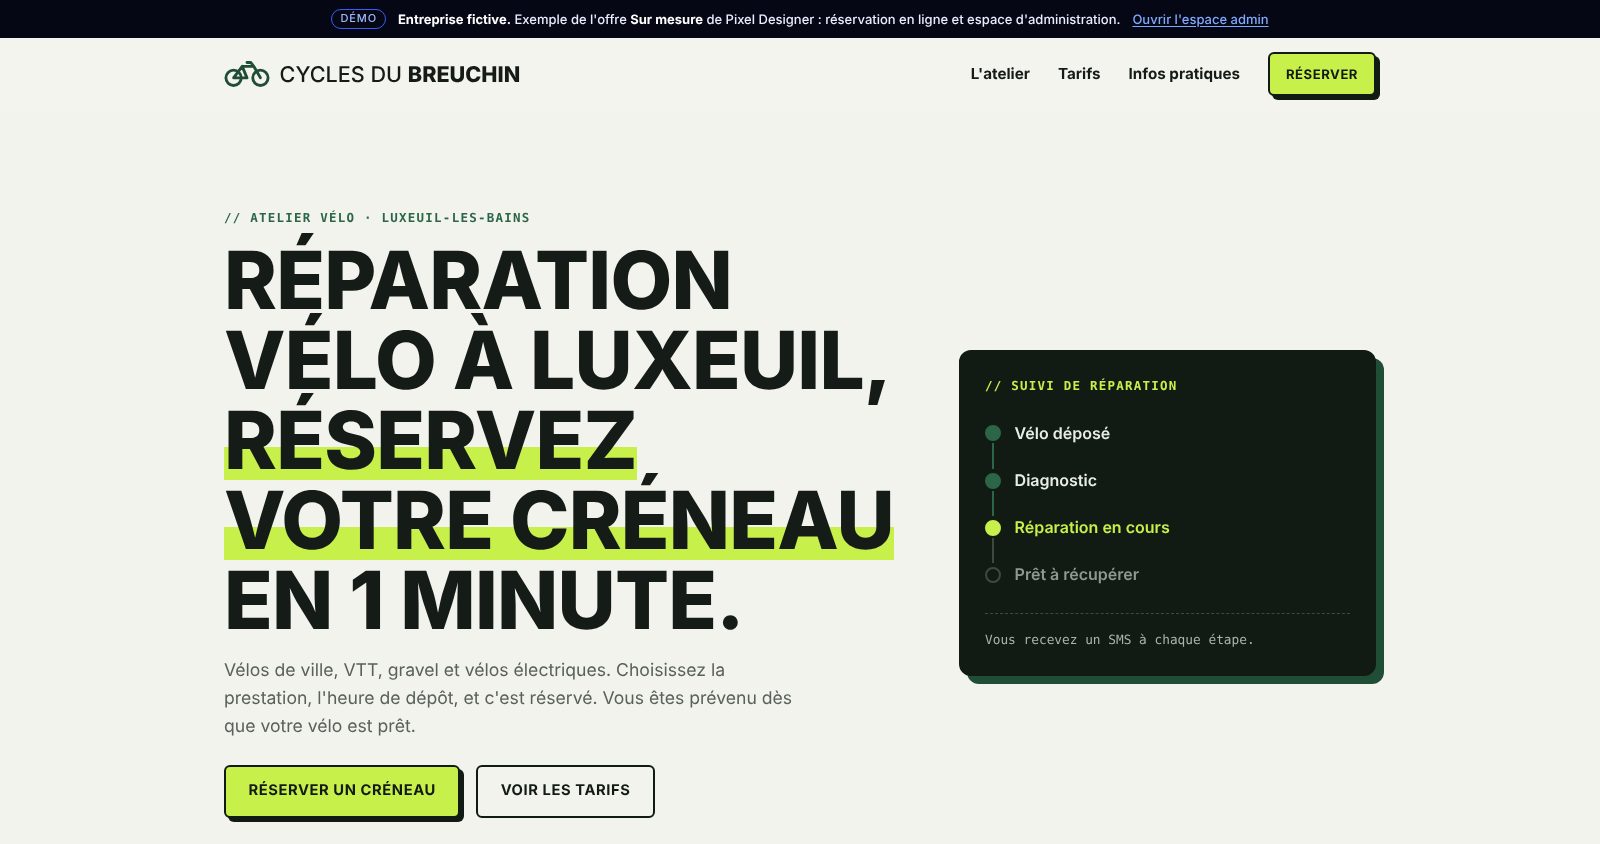 DÉMO Entreprise fictive. Exemple de l'offre Sur mesure de Pixel Designer : réservation en ligne et espace d'administration. Ouvrir l'espace admin
CYCLES DU BREUCHIN
L'atelier Tarifs Infos pratiques RÉSERVER
// ATELIER VÉLO · LUXEUIL-LES-BAINS
RÉPARATION
VÉLO À LUXEUIL,
RÉSERVEZ
VOTRE CRÉNEAU
EN 1 MINUTE.
Vélos de ville, VTT, gravel et vélos électriques. Choisissez la
prestation, l'heure de dépôt, et c'est réservé. Vous êtes prévenu dès
que votre vélo est prêt.
RÉSERVER UN CRÉNEAU VOIR LES TARIFS
// SUIVI DE RÉPARATION
Vélo déposé
Diagnostic
Réparation en cours
Prêt à récupérer
Vous recevez un SMS à chaque étape.